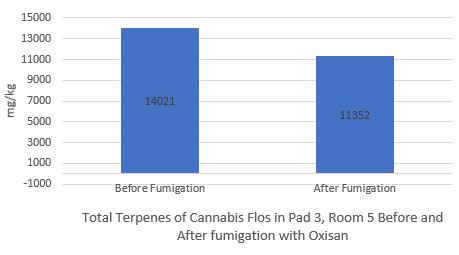 15000
13000
11000
9000
7000
5000
3000
1000
-1000
mg/kg
14021
11352
Before Fumigation
After Fumigation
Total Terpenes of Cannabis Flos in Pad 3, Room 5 Before and
After fumigation with Oxisan